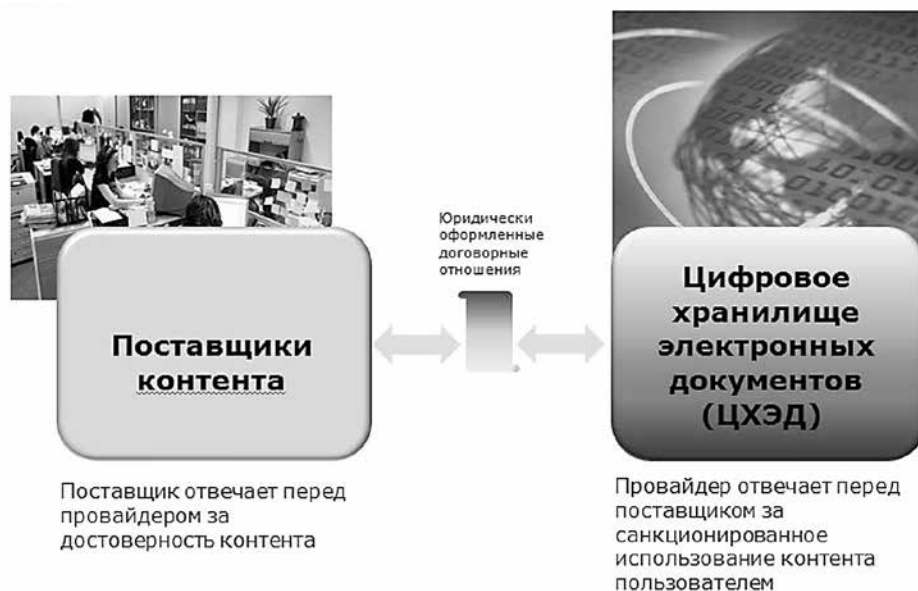 Поставщики
контента
Юридически
оформленные
договорные
отношения
Цифровое
хранилище
электронных
документов
(ЦХЭД)
Поставщик отвечает перед
провайдером за
достоверность контента
Провайдер отвечает перед
поставщиком за
санкционированное
использование контента
пользователем